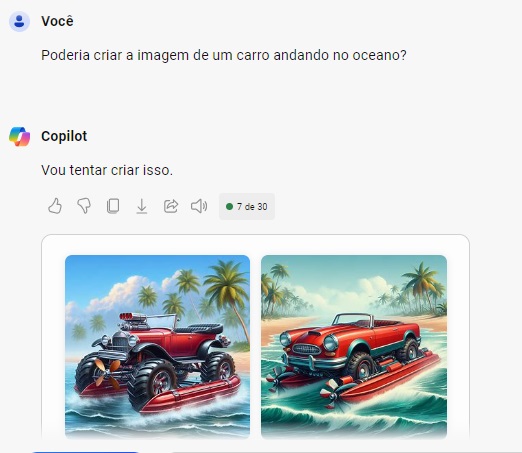 Você
Poderia criar a imagem de um carro andando no oceano?
Copilot
Vou tentar criar isso.
7 de 30